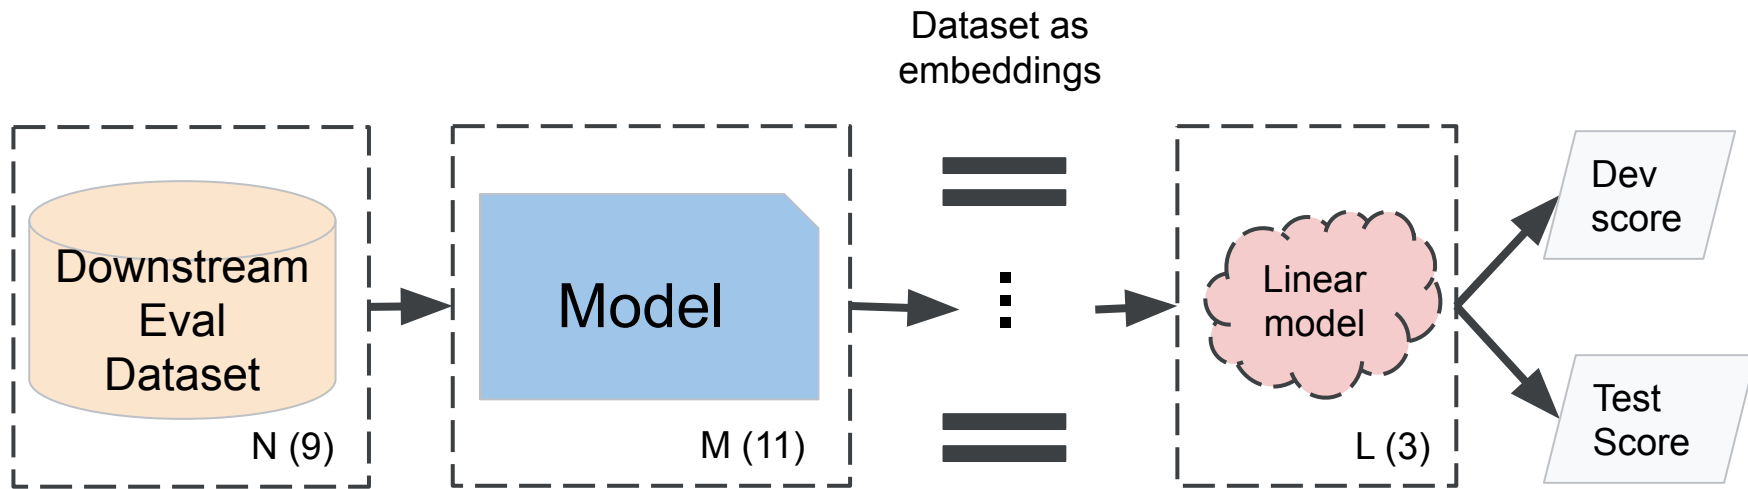 Dataset as
embeddings
Downstream
Eval
Dataset
N (9)
Model
M (11)
Linear
model
L (3)
Dev
score
Test
Score